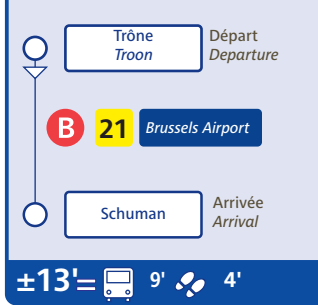 Trône Départ
Troon Departure
B 21 Brussels Airport
Schuman Arrivée
Arrival
±13'= 9' 4'